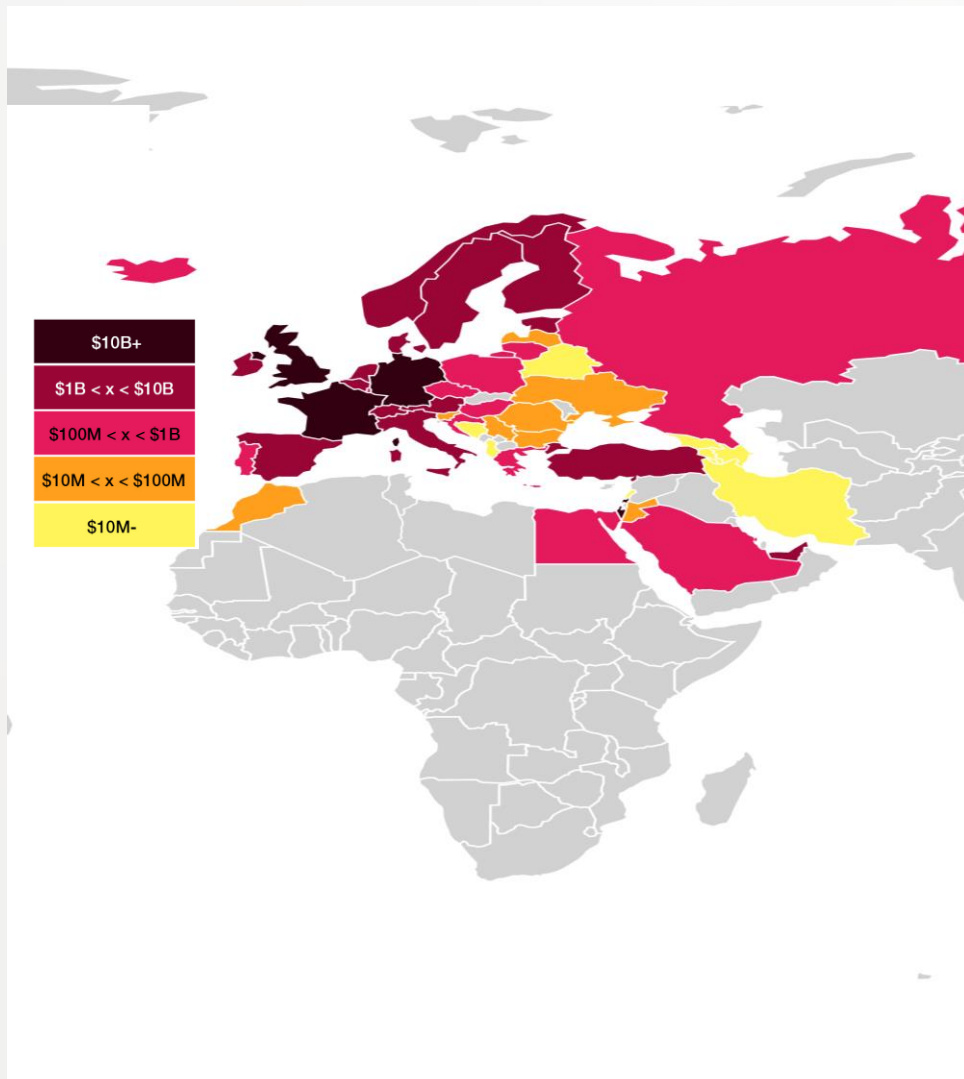 $10B+
$1B < x < $10B
$100M < x < $1B
$10M < x < $100M
$10M-